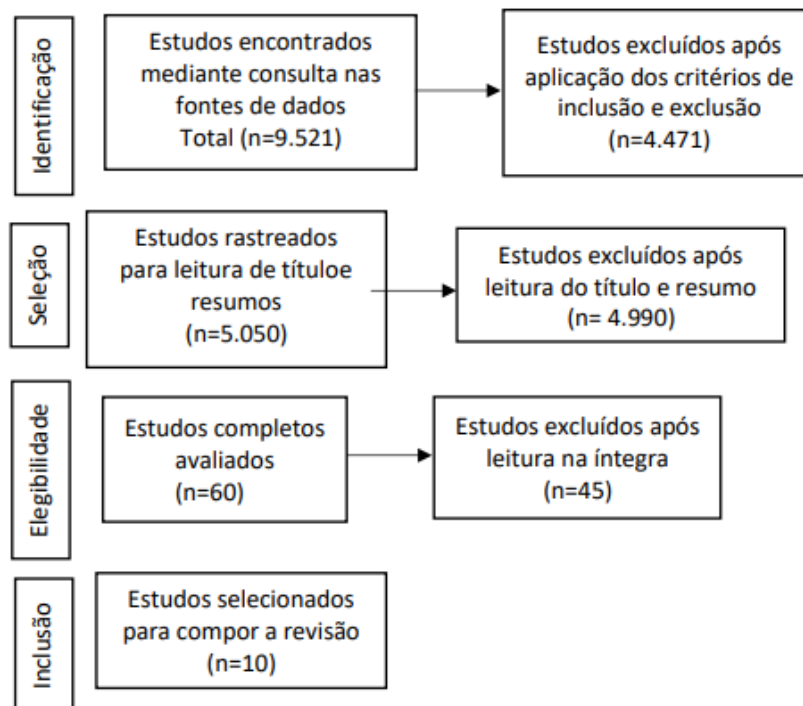 Identificação
Estudos encontrados
mediante consulta nas
fontes de dados
Total (n=9.521)
Estudos excluídos após
aplicação dos critérios de
inclusão e exclusão
(n=4.471)
Seleção
Estudos rastreados
para leitura de títuloe
resumos
(n=5.050)
Estudos excluídos após
leitura do título e resumo
(n= 4.990)
Elegibilidade
Estudos completos
avaliados
(n=60)
Estudos excluídos após
leitura na íntegra
(n=45)
Inclusão
Estudos selecionados
para compor a revisão
(n=10)